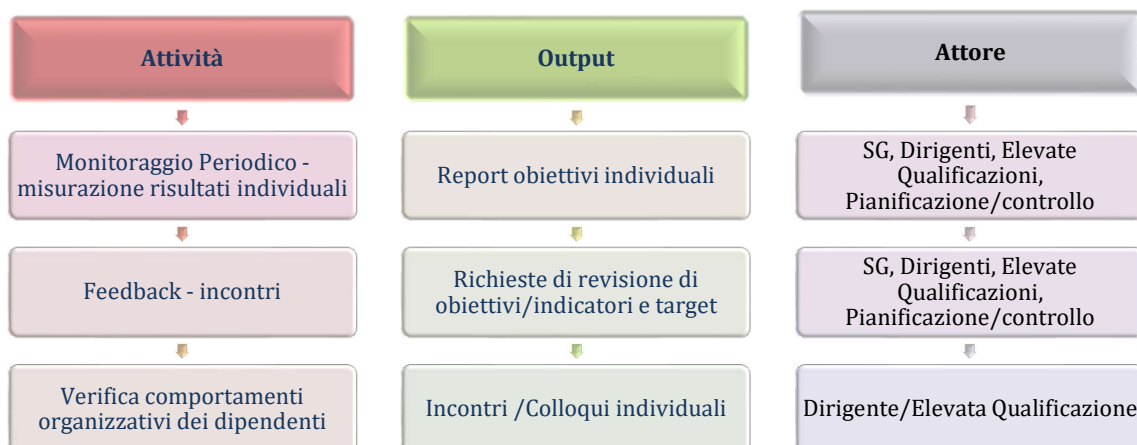 Attività
Output
Attore
Monitoraggio Periodico -
misurazione risultati individuali
Report obiettivi individuali
SG, Dirigenti, Elevate
Qualificazioni,
Pianificazione/controllo
Feedback - incontri
Richieste di revisione di
obiettivi/indicatori e target
SG, Dirigenti, Elevate
Qualificazioni,
Pianificazione/controllo
Verifica comportamenti
organizzativi dei dipendenti
Incontri /Colloqui individuali
Dirigente/Elevata Qualificazione